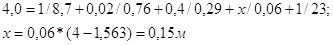 4,0 = 1/8,7 + 0,02/0,76 + 0,4/0,29 + x/0,06 + 1/23;
x = 0,06*(4 − 1,563) = 0,15м